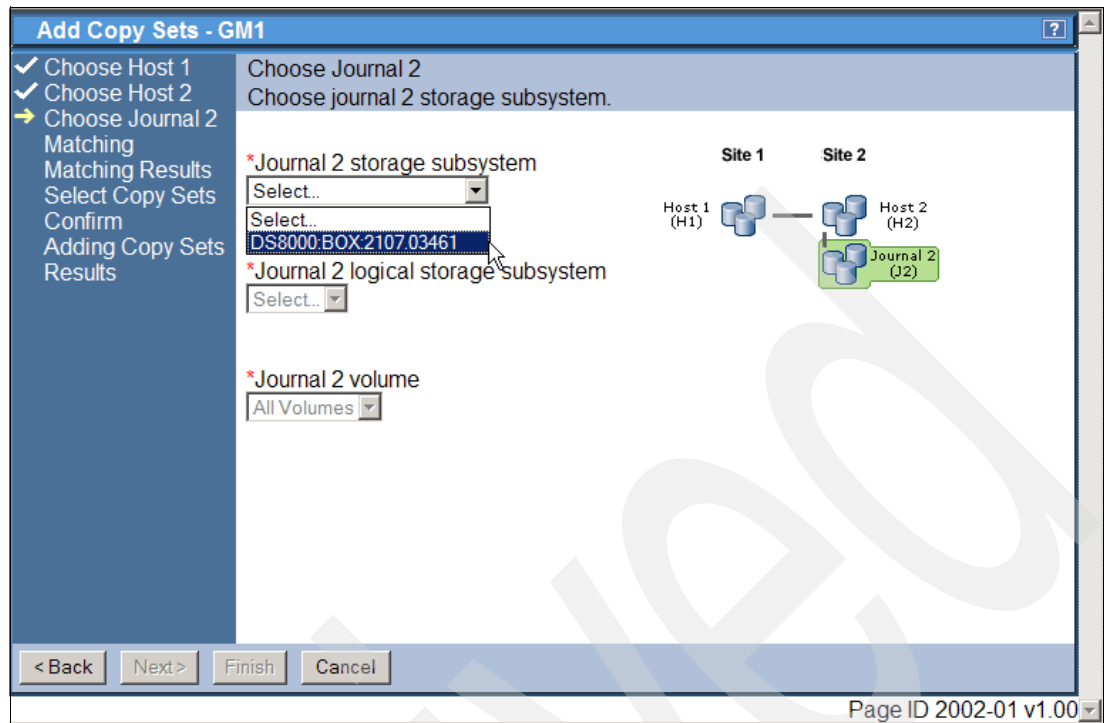 Add Copy Sets - GM1
?
Choose Host 1
Choose Host 2
Choose Journal 2
Matching
Matching Results
Select Copy Sets
Confirm
Adding Copy Sets
Results
Choose Journal 2
Choose journal 2 storage subsystem.
*Journal 2 storage subsystem
Select...
Select...
DS8000:BOX:2107.03461
*Journal 2 logical storage subsystem
Select...
*Journal 2 volume
All Volumes
Site 1
Site 2
Host 1
(H1)
Host 2
(H2)
Journal 2
(J2)
< Back
Next >
Finish
Cancel
Page ID 2002-01 v1.00